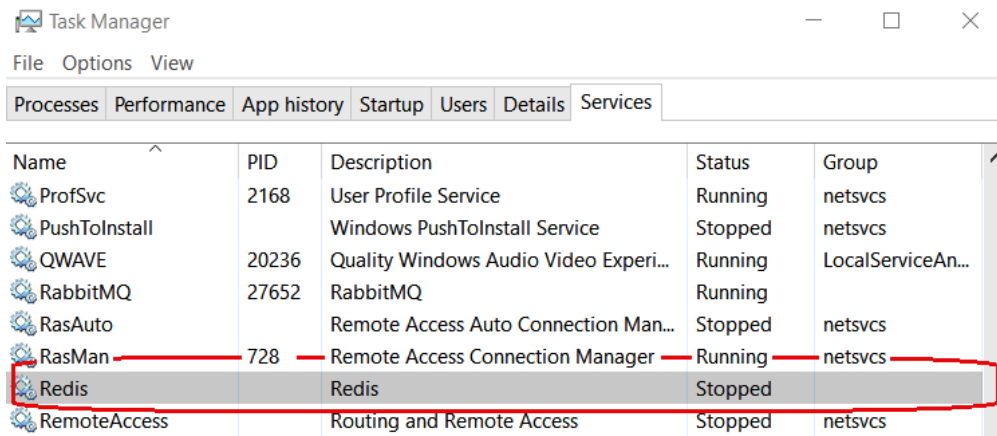 Task Manager
File Options View
Processes Performance App history Startup Users Details Services
Name PID Description Status Group
ProfSvc 2168 User Profile Service Running netsvcs
PushToInstall Windows PushToInstall Service Stopped netsvcs
QWAVE 20236 Quality Windows Audio Video Experi... Running LocalServiceAn...
RabbitMQ 27652 RabbitMQ Running
RasAuto Remote Access Auto Connection Man... Stopped netsvcs
RasMan 728 Remote Access Connection Manager Running netsvcs
Redis Redis Stopped
RemoteAccess Routing and Remote Access Stopped netsvcs